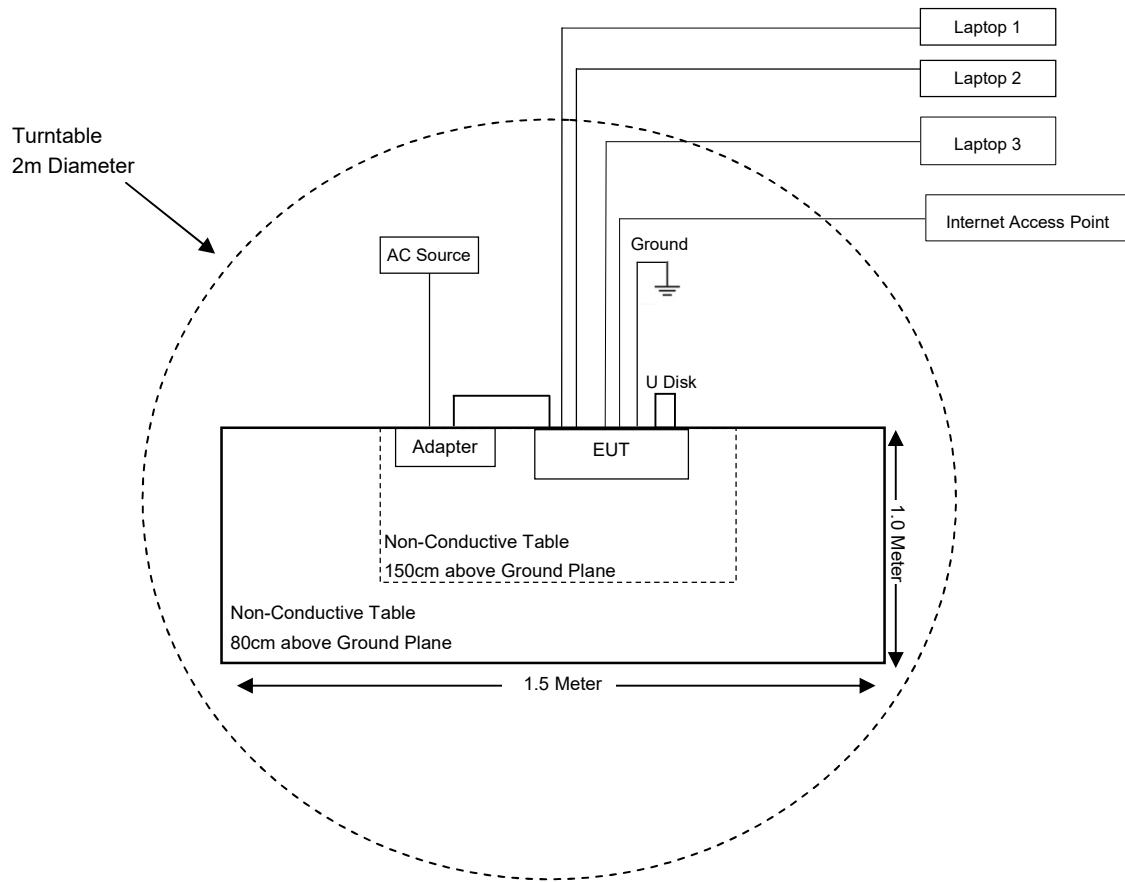 Laptop 1
Laptop 2
Turntable
2m Diameter
Laptop 3
Internet Access Point
AC Source
Ground
U Disk
Adapter
EUT
Non-Conductive Table
150cm above Ground Plane
1.0 Meter
Non-Conductive Table
80cm above Ground Plane
1.5 Meter